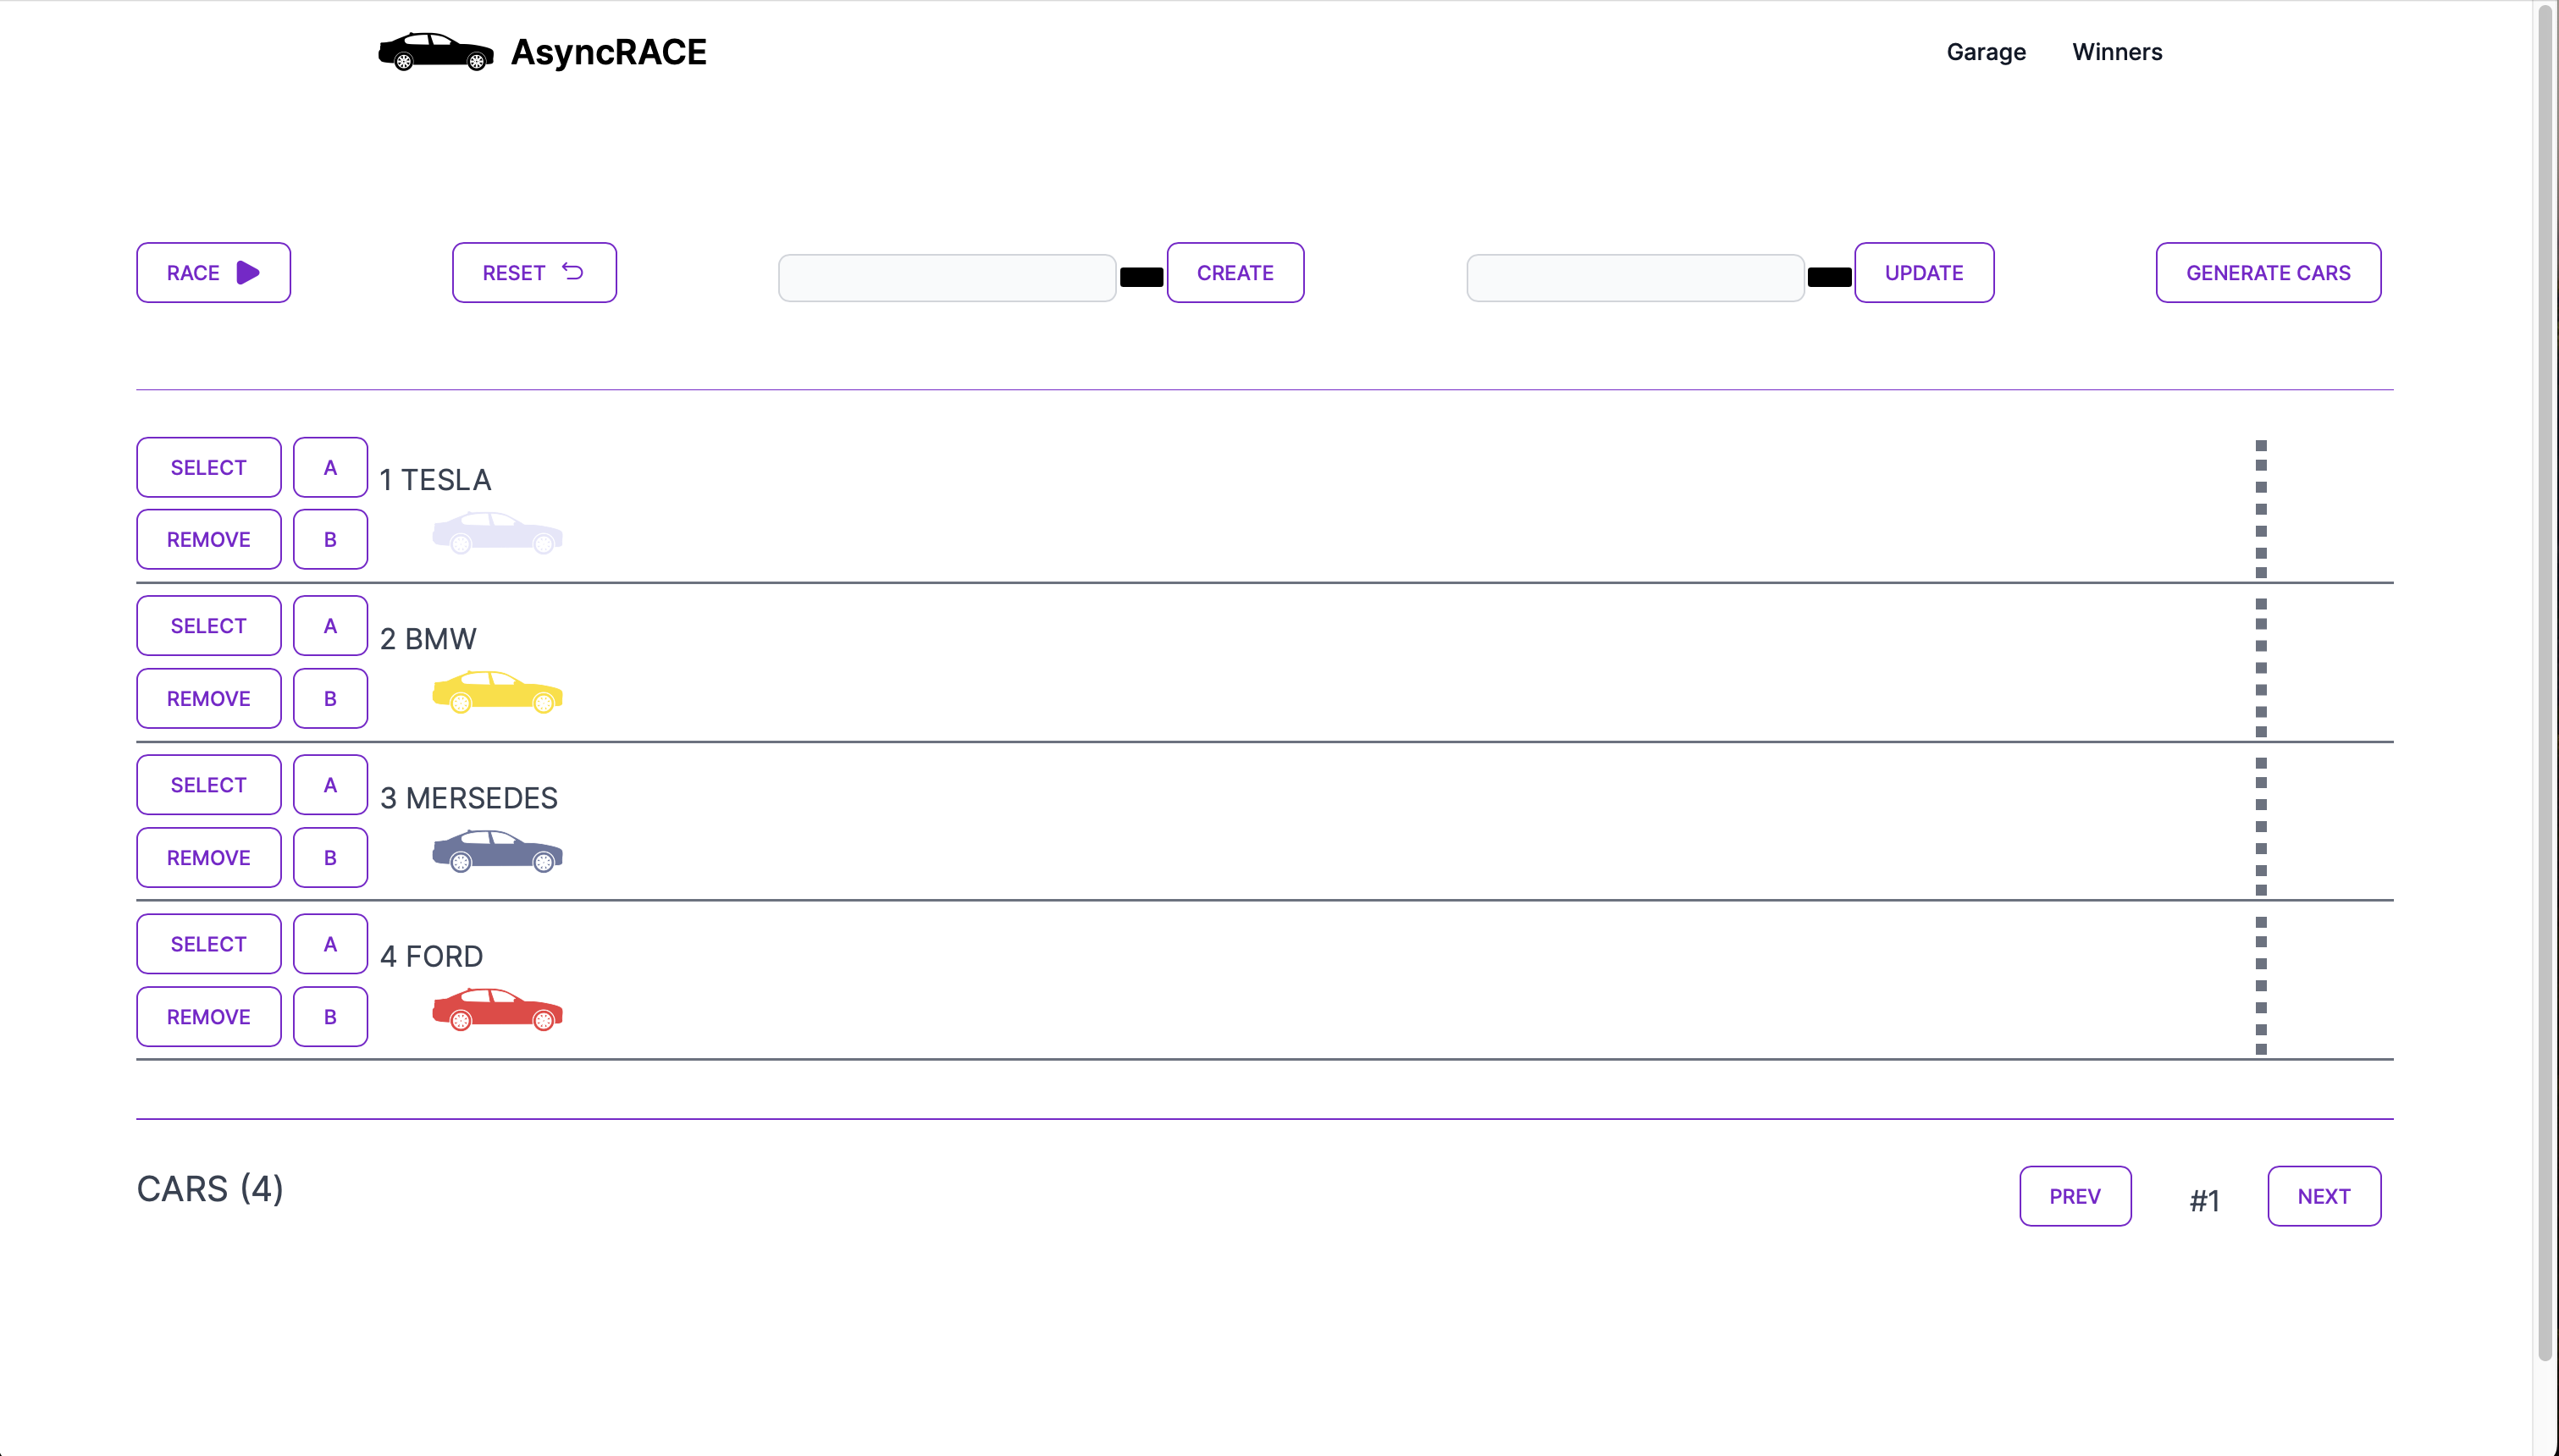 AsyncRACE Garage Winners
RACE RESET CREATE UPDATE GENERATE CARS
SELECT A
1 TESLA
REMOVE B
SELECT A
2 BMW
REMOVE B
SELECT A
3 MERSEDES
REMOVE B
SELECT A
4 FORD
REMOVE B
CARS (4) PREV #1 NEXT